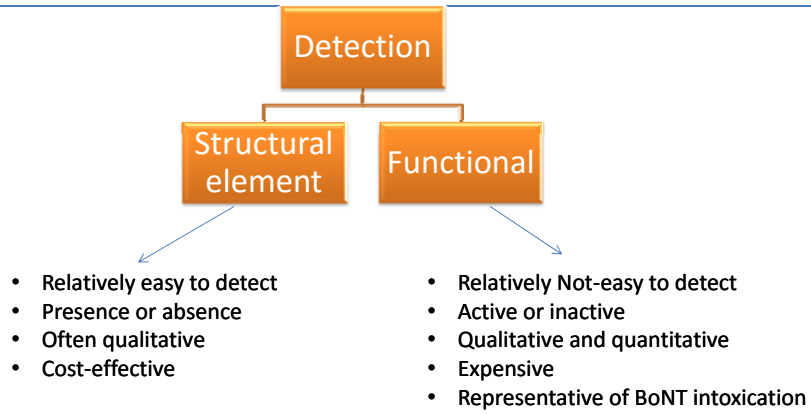 Detection
Structural
element
Functional
• Relatively easy to detect
• Presence or absence
• Often qualitative
• Cost-effective
• Relatively Not-easy to detect
• Active or inactive
• Qualitative and quantitative
• Expensive
• Representative of BoNT intoxication